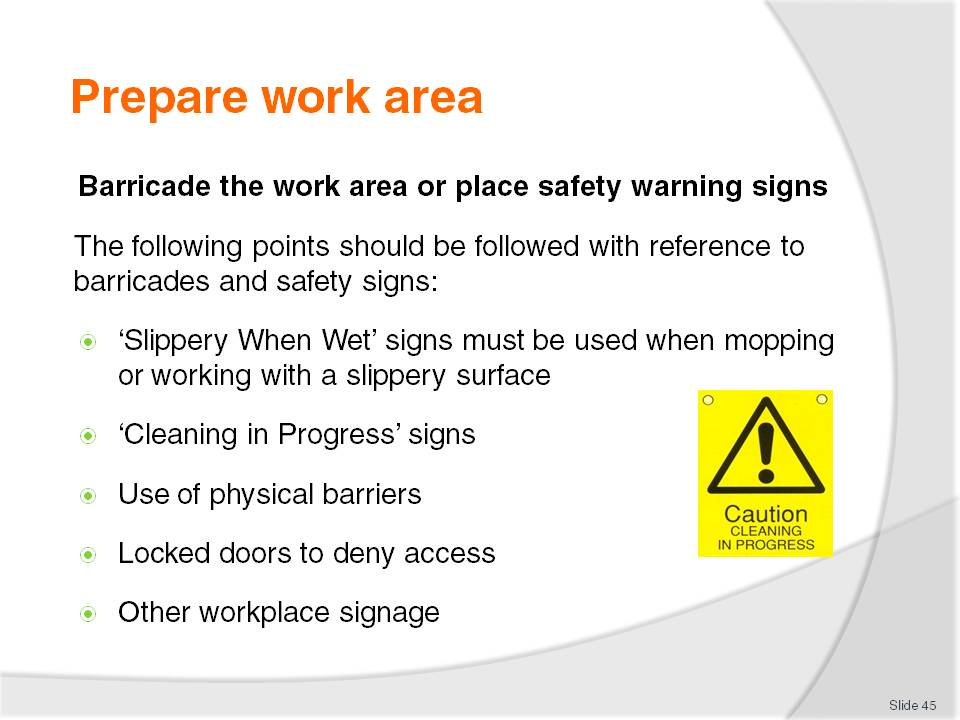 Prepare work area
Barricade the work area or place safety warning signs
The following points should be followed with reference to
barricades and safety signs:
‘Slippery When Wet’ signs must be used when mopping
or working with a slippery surface
‘Cleaning in Progress’ signs
Use of physical barriers
Locked doors to deny access
Other workplace signage
Caution
CLEANING
IN PROGRESS
Slide 45